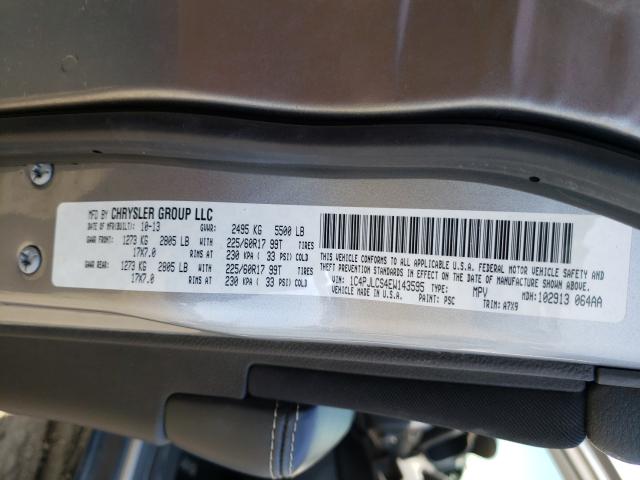 MFD BY CHRYSLER GROUP LLC
DATE OF MFR(BUILT): 10-13 GVWR: 2495 KG 5500 LB
GAWR FRONT: 1273 KG 2805 LB WITH 225/60R17 99T TIRES
17X7.0 RIMS AT 230 KPA ( 33 PSI) COLD
GAWR REAR: 1273 KG 2805 LB WITH 225/60R17 99T TIRES
17X7.0 RIMS AT 230 KPA ( 33 PSI) COLD
THIS VEHICLE CONFORMS TO ALL APPLICABLE U.S.A. FEDERAL MOTOR VEHICLE SAFETY AND
THEFT PREVENTION STANDARDS IN EFFECT ON THE DATE OF MANUFACTURE SHOWN ABOVE.
VIN: 1C4PJLCS4EW143595 TYPE: MPV MDH: 102913 064AA
VEHICLE MADE IN U.S.A. PAINT: PSC TRIM: A7X9